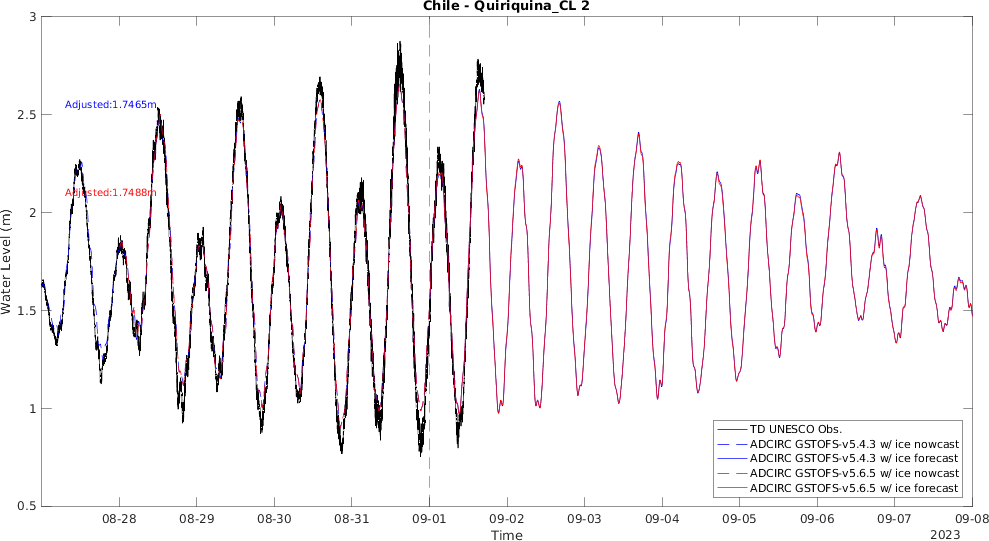 Chile - Quiriquina_CL 2
3
2.5
2
1.5
1
0.5
Water Level (m)
Adjusted:1.7465m
Adjusted:1.7488m
TD UNESCO Obs.
ADCIRC GSTOFS-v5.4.3 w/ ice nowcast
ADCIRC GSTOFS-v5.4.3 w/ ice forecast
ADCIRC GSTOFS-v5.6.5 w/ ice nowcast
ADCIRC GSTOFS-v5.6.5 w/ ice forecast
08-28 08-29 08-30 08-31 09-01 09-02 09-03 09-04 09-05 09-06 09-07 09-08
Time
2023